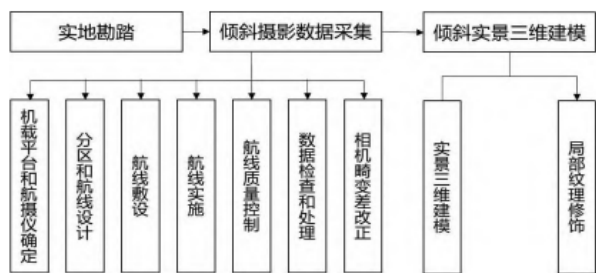 实地勘踏
倾斜摄影数据采集
倾斜实景三维建模
机载平台和航摄仪确定
分区和航线设计
航线敷设
航线实施
航线质量控制
数据检查和处理
相机畸变差改正
实景三维建模
局部纹理修饰